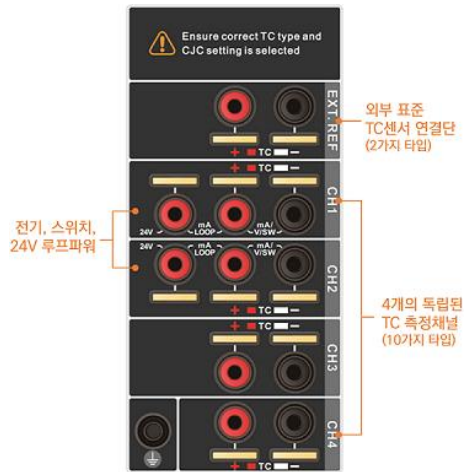 Ensure correct TC type and
CJC setting is selected
EXT. REF
+ TC −
외부 표준
TC센서 연결단
(2가지 타입)
+ TC −
CH1
24V mA LOOP mA/ V/SW
전기, 스위치,
24V 루프파워
24V mA LOOP mA/ V/SW
CH2
+ TC −
4개의 독립된
TC 측정채널
(10가지 타입)
CH3
CH4
+ TC −